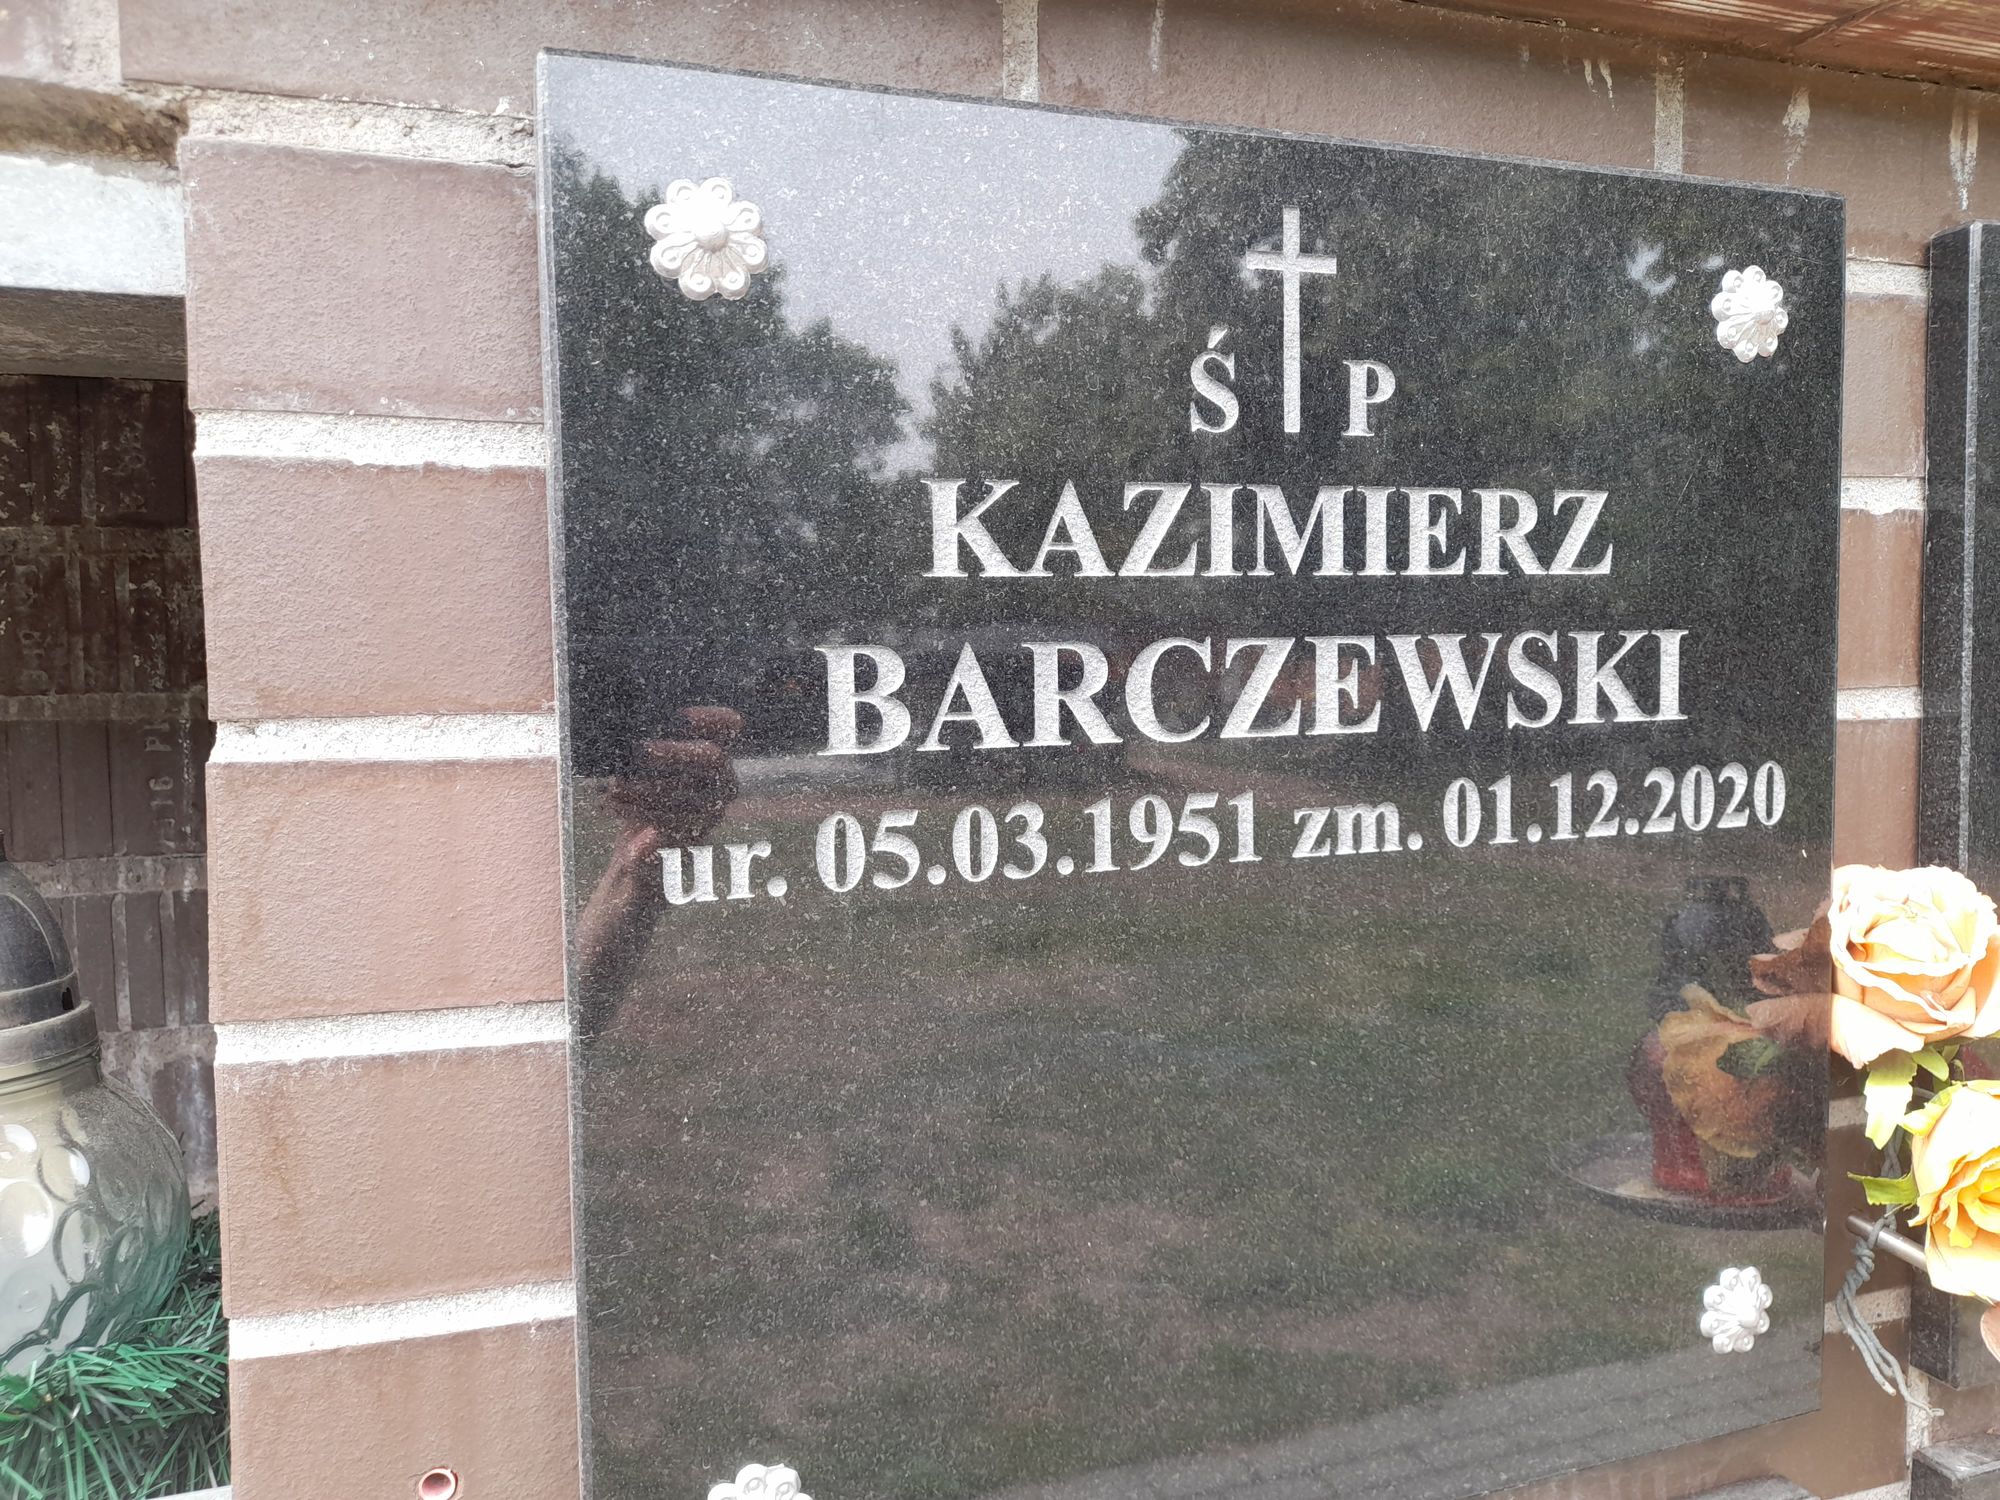 Ś P
KAZIMIERZ
BARCZEWSKI
ur. 05.03.1951 zm. 01.12.2020